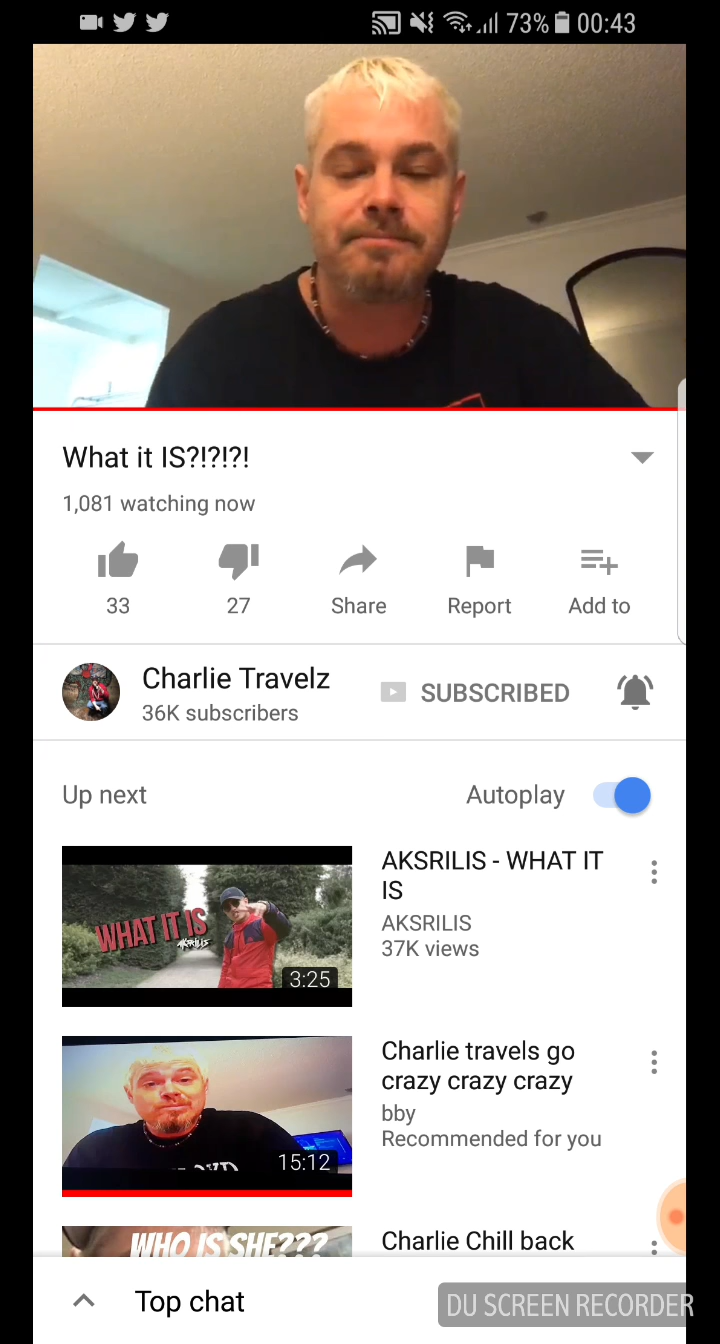 73% 00:43
What it IS?!?!?!
1,081 watching now
33
27
Share
Report
Add to
Charlie Travelz
36K subscribers
SUBSCRIBED
Up next
Autoplay
WHAT IT IS
AKSRILIS
3:25
AKSRILIS - WHAT IT
IS
AKSRILIS
37K views
15:12
Charlie travels go
crazy crazy crazy
bby
Recommended for you
WHO IS SHE???
Charlie Chill back
Top chat
DU SCREEN RECORDER